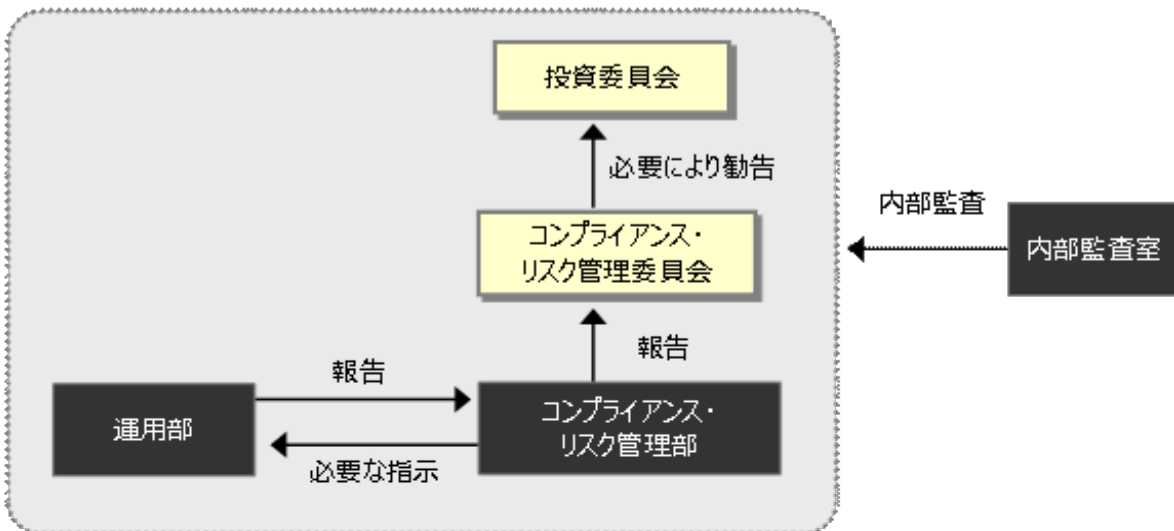 投資委員会
必要により勧告
内部監査
コンプライアンス・
リスク管理委員会
内部監査室
報告
報告
運用部
コンプライアンス・
リスク管理部
必要な指示